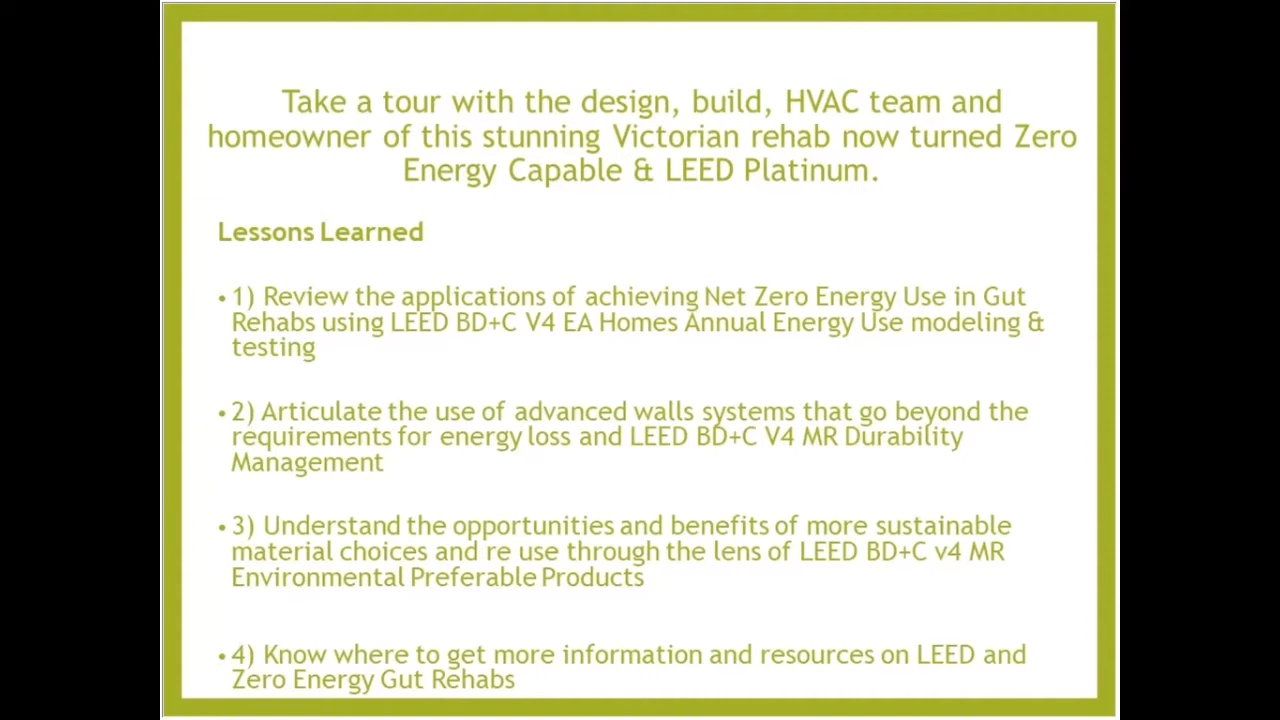 Take a tour with the design, build, HVAC team and
homeowner of this stunning Victorian rehab now turned Zero
Energy Capable & LEED Platinum.
Lessons Learned
• 1) Review the applications of achieving Net Zero Energy Use in Gut
Rehabs using LEED BD+C V4 EA Homes Annual Energy Use modeling &
testing
• 2) Articulate the use of advanced walls systems that go beyond the
requirements for energy loss and LEED BD+C V4 MR Durability
Management
• 3) Understand the opportunities and benefits of more sustainable
material choices and re use through the lens of LEED BD+C v4 MR
Environmental Preferable Products
• 4) Know where to get more information and resources on LEED and
Zero Energy Gut Rehabs